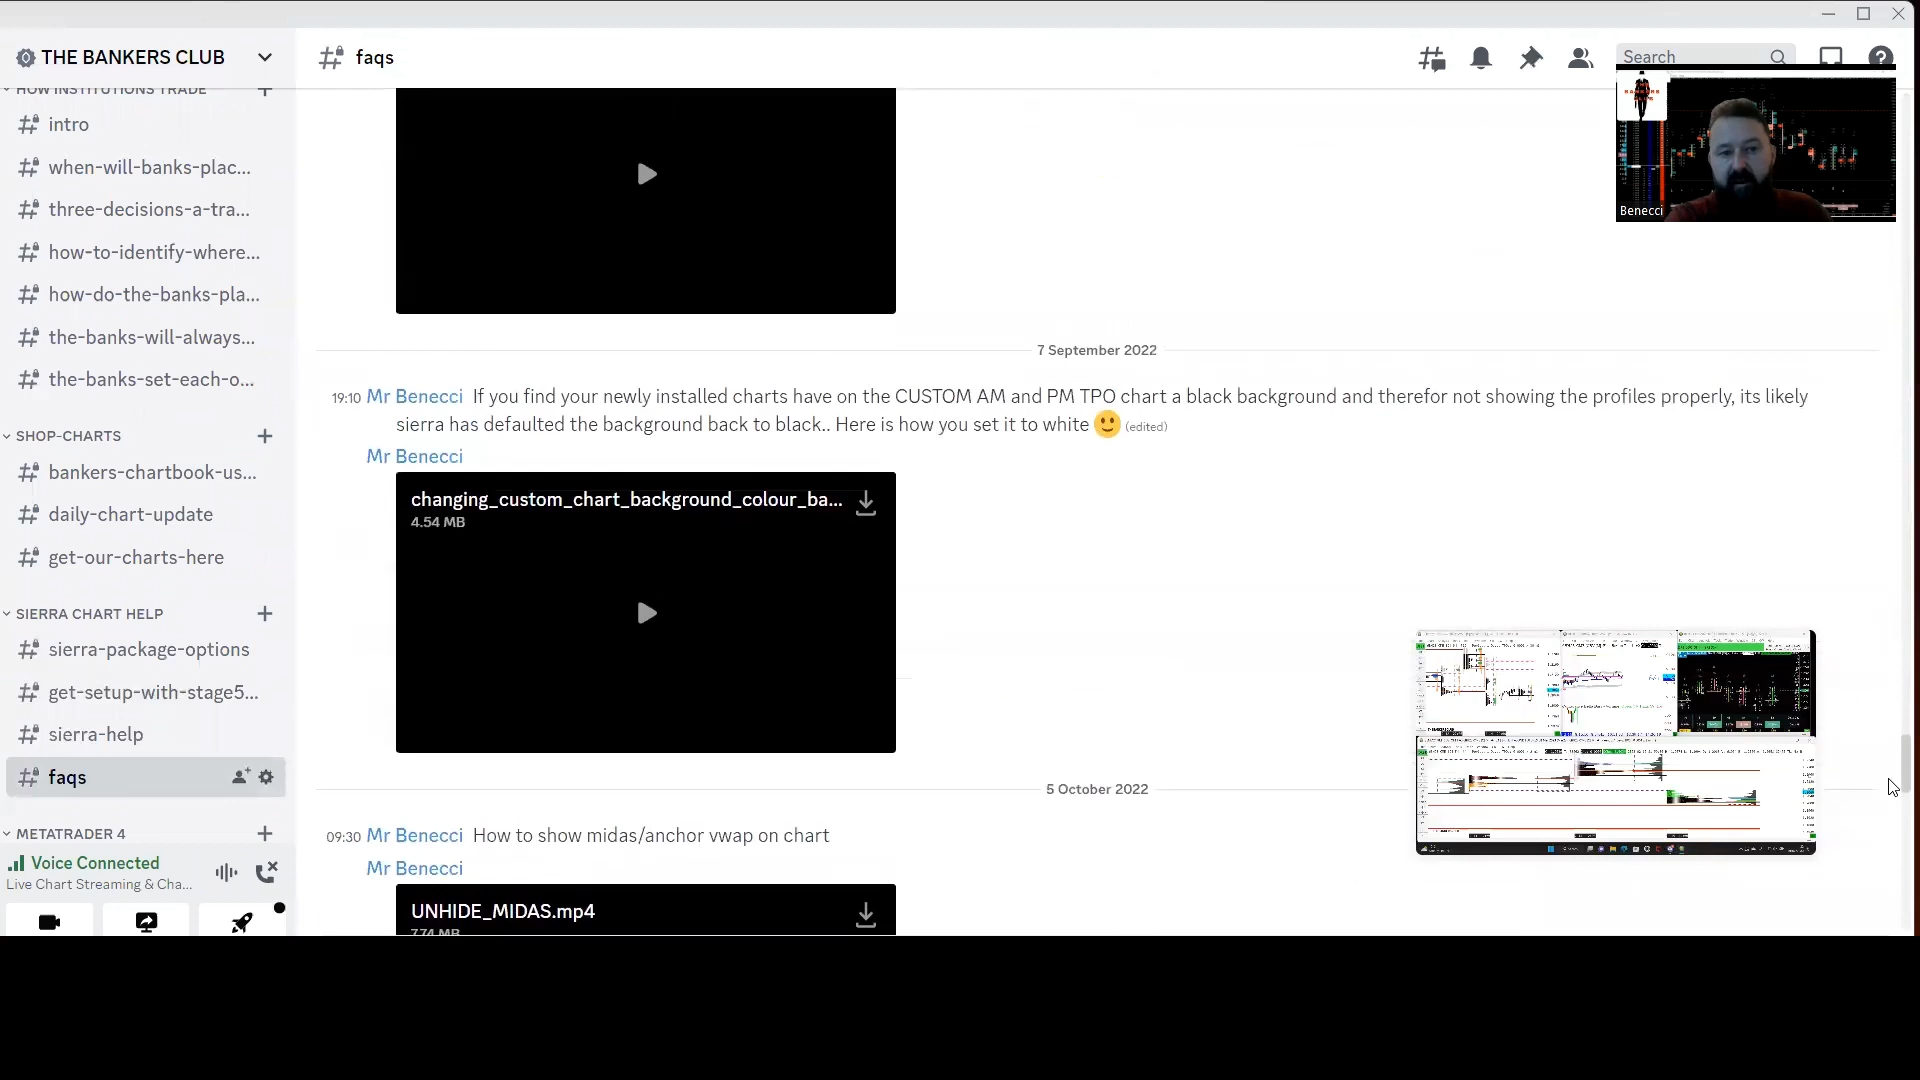 THE BANKERS CLUB
faqs
Search
HOW INSTITUTIONS TRADE
intro
when-will-banks-plac...
three-decisions-a-tra...
how-to-identify-where...
how-do-the-banks-pla...
the-banks-will-always...
the-banks-set-each-o...
SHOP-CHARTS
bankers-chartbook-us...
daily-chart-update
get-our-charts-here
SIERRA CHART HELP
sierra-package-options
get-setup-with-stage5...
sierra-help
faqs
METATRADER 4
Voice Connected
Live Chart Streaming & Cha...
Benecci
7 September 2022
19:10 Mr Benecci If you find your newly installed charts have on the CUSTOM AM and PM TPO chart a black background and therefor not showing the profiles properly, its likely
sierra has defaulted the background back to black.. Here is how you set it to white 🙂 (edited)
Mr Benecci
changing_custom_chart_background_colour_ba...
4.54 MB
5 October 2022
09:30 Mr Benecci How to show midas/anchor vwap on chart
Mr Benecci
UNHIDE_MIDAS.mp4
7.74 MB